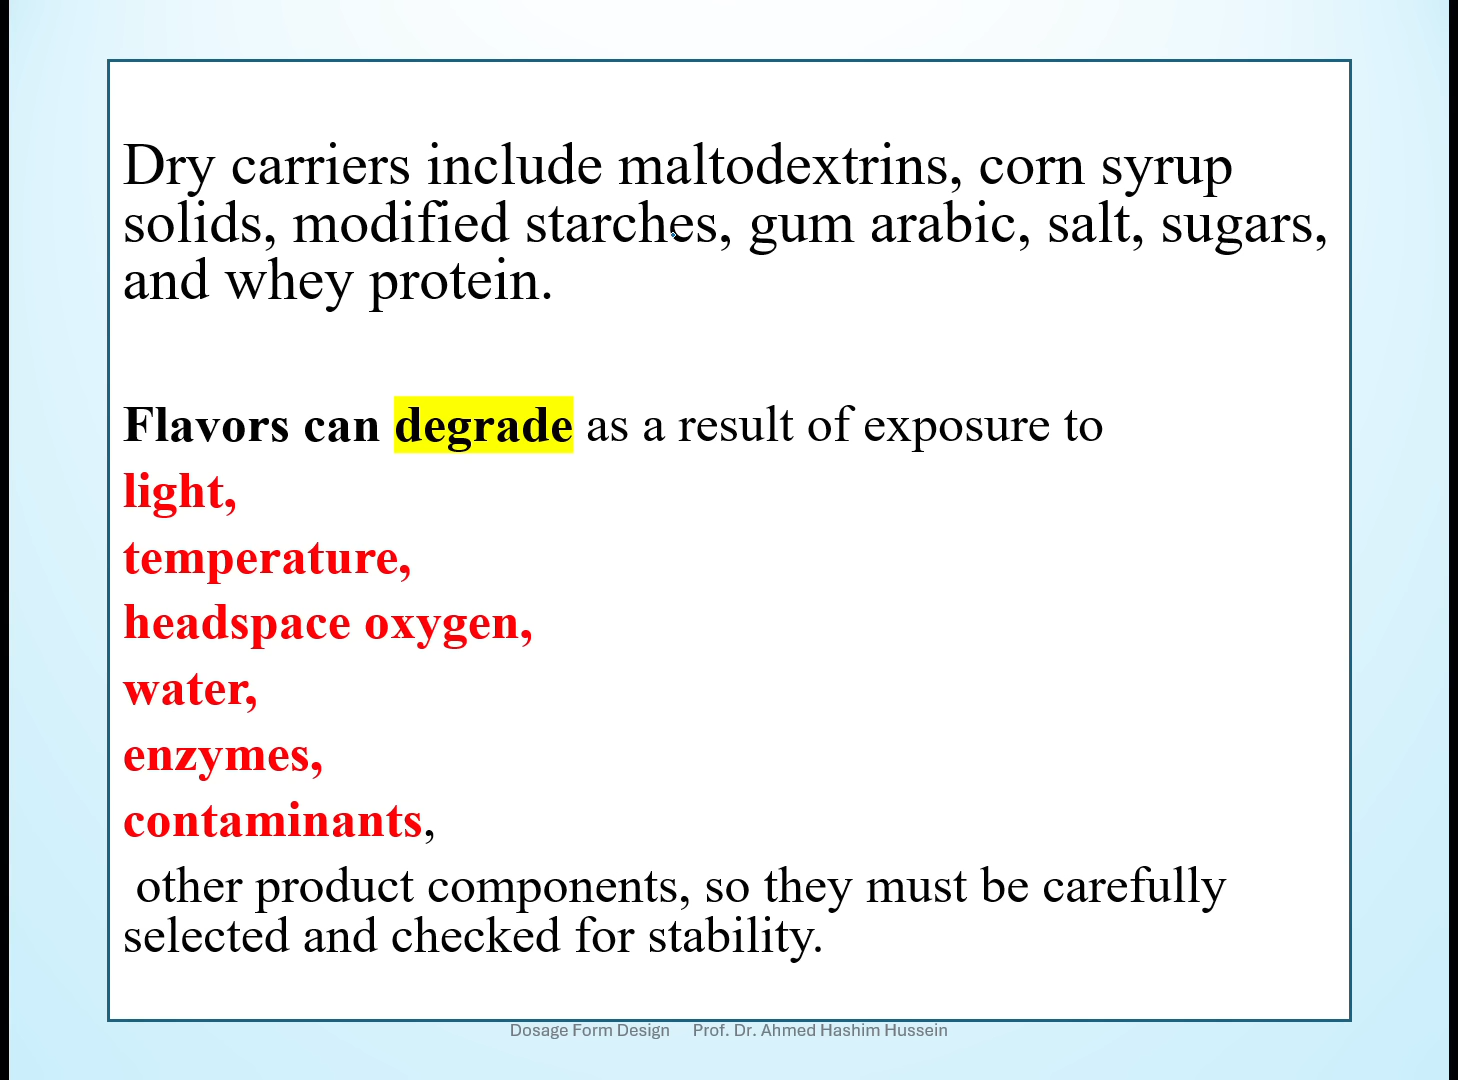 Dry carriers include maltodextrins, corn syrup
solids, modified starches, gum arabic, salt, sugars,
and whey protein.
Flavors can degrade as a result of exposure to
light,
temperature,
headspace oxygen,
water,
enzymes,
contaminants,
other product components, so they must be carefully
selected and checked for stability.
Dosage Form Design Prof. Dr. Ahmed Hashim Hussein